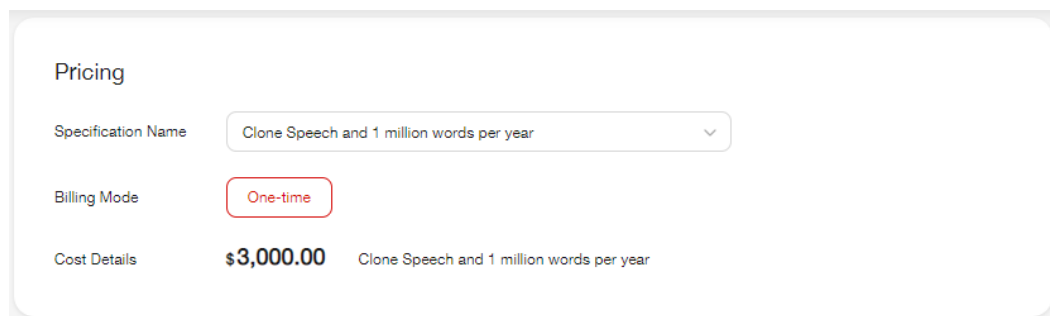 Pricing
Specification Name Clone Speech and 1 million words per year
Billing Mode One-time
Cost Details $3,000.00 Clone Speech and 1 million words per year